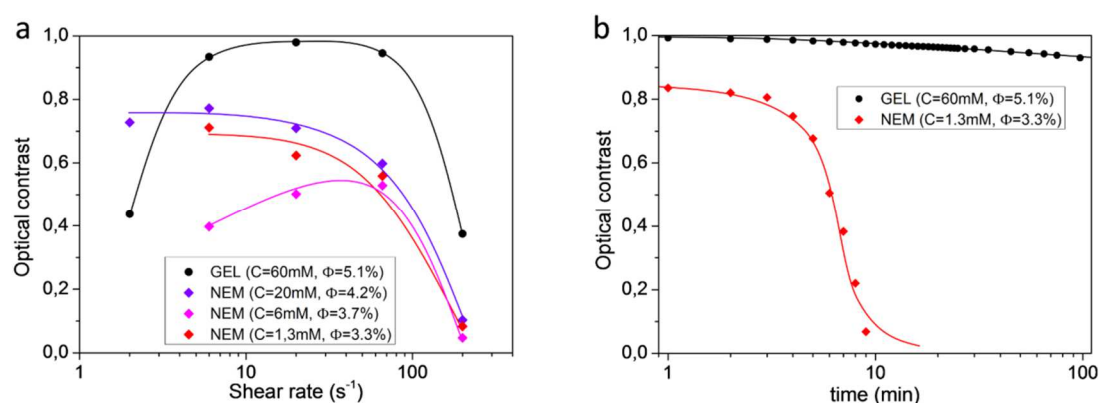 a
1,0
0,8
0,6
0,4
0,2
0,0
Optical contrast
GEL (C=60mM, Φ=5.1%)
NEM (C=20mM, Φ=4.2%)
NEM (C=6mM, Φ=3.7%)
NEM (C=1,3mM, Φ=3.3%)
1
10
100
Shear rate (s⁻¹)
b
1,0
0,8
0,6
0,4
0,2
0,0
Optical contrast
GEL (C=60mM, Φ=5.1%)
NEM (C=1.3mM, Φ=3.3%)
1
10
100
time (min)